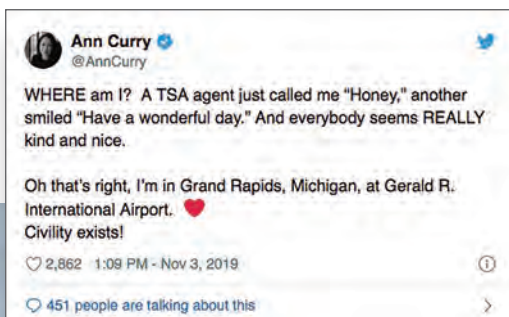 Ann Curry
@AnnCurry
WHERE am I?  A TSA agent just called me “Honey,” another
smiled “Have a wonderful day.” And everybody seems REALLY
kind and nice.
Oh that’s right, I’m in Grand Rapids, Michigan, at Gerald R.
International Airport. ❤️
Civility exists!
2,862 1:09 PM - Nov 3, 2019
451 people are talking about this